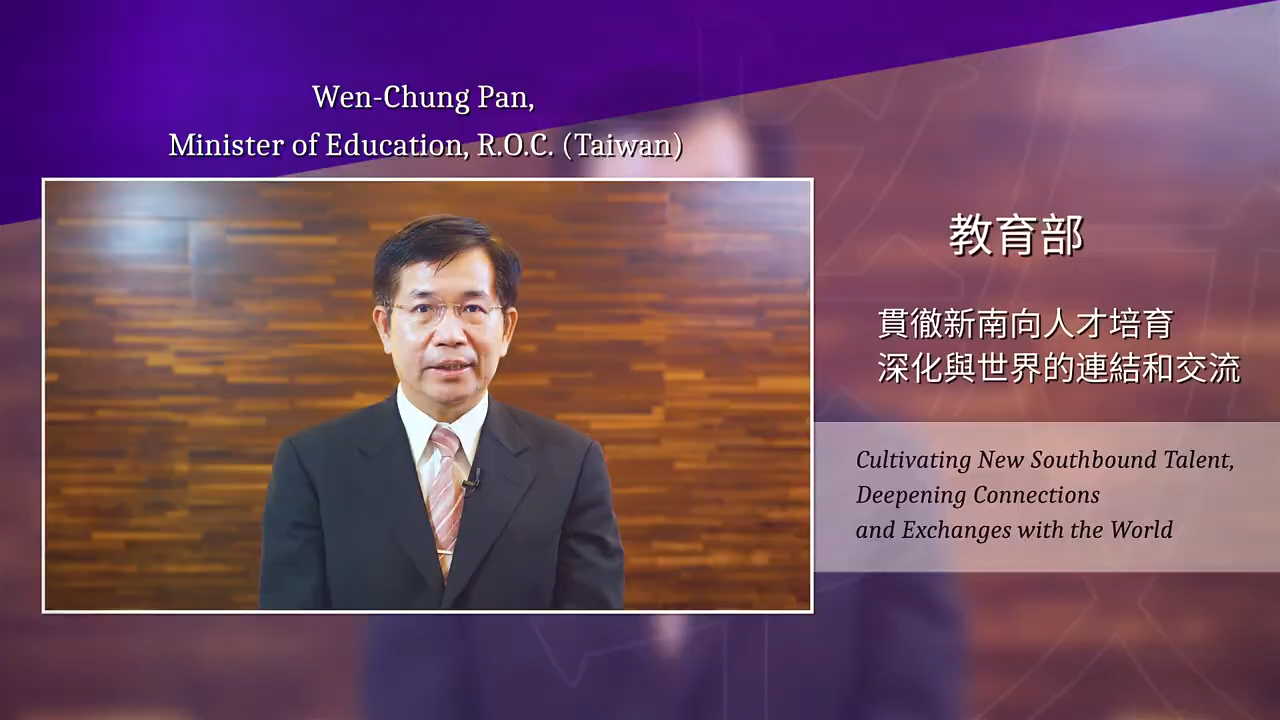 Wen-Chung Pan,
Minister of Education, R.O.C. (Taiwan)
教育部
貫徹新南向人才培育
深化與世界的連結和交流
Cultivating New Southbound Talent,
Deepening Connections
and Exchanges with the World